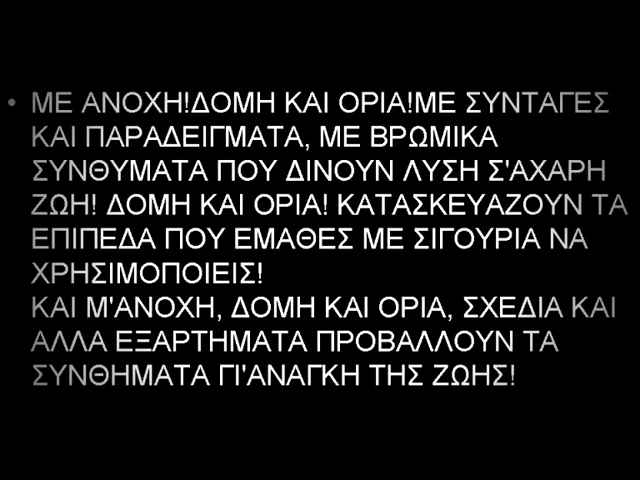 • ΜΕ ΑΝΟΧΗ!ΔΟΜΗ ΚΑΙ ΟΡΙΑ!ΜΕ ΣΥΝΤΑΓΕΣ
ΚΑΙ ΠΑΡΑΔΕΙΓΜΑΤΑ, ΜΕ ΒΡΩΜΙΚΑ
ΣΥΝΘΥΜΑΤΑ ΠΟΥ ΔΙΝΟΥΝ ΛΥΣΗ Σ'ΑΧΑΡΗ
ΖΩΗ! ΔΟΜΗ ΚΑΙ ΟΡΙΑ! ΚΑΤΑΣΚΕΥΑΖΟΥΝ ΤΑ
ΕΠΙΠΕΔΑ ΠΟΥ ΕΜΑΘΕΣ ΜΕ ΣΙΓΟΥΡΙΑ ΝΑ
ΧΡΗΣΙΜΟΠΟΙΕΙΣ!
ΚΑΙ Μ'ΑΝΟΧΗ, ΔΟΜΗ ΚΑΙ ΟΡΙΑ, ΣΧΕΔΙΑ ΚΑΙ
ΑΛΛΑ ΕΞΑΡΤΗΜΑΤΑ ΠΡΟΒΑΛΛΟΥΝ ΤΑ
ΣΥΝΘΗΜΑΤΑ ΓΙ'ΑΝΑΓΚΗ ΤΗΣ ΖΩΗΣ!